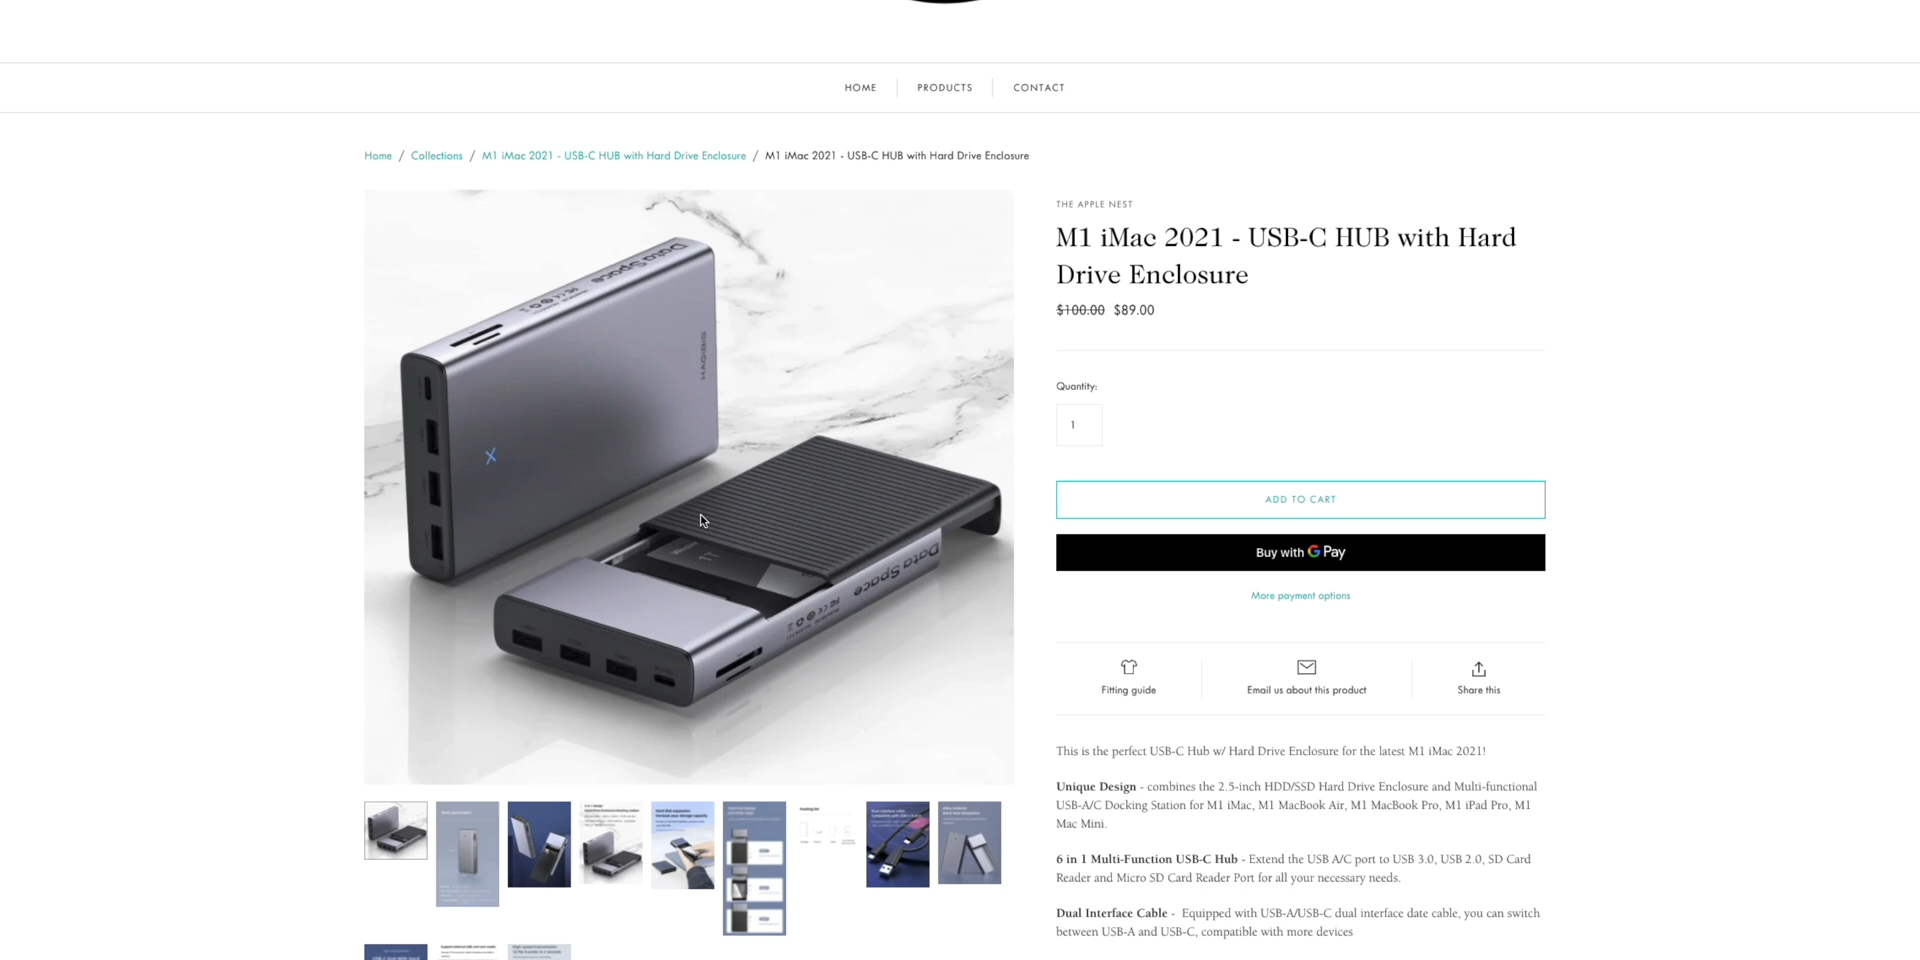 HOME
PRODUCTS
CONTACT
Home / Collections / M1 iMac 2021 - USB-C HUB with Hard Drive Enclosure / M1 iMac 2021 - USB-C HUB with Hard Drive Enclosure
THE APPLE NEST
M1 iMac 2021 - USB-C HUB with Hard
Drive Enclosure
$100.00 $89.00
Data Space
HAGIBIS
X
Data Space
Quantity:
1
ADD TO CART
Buy with G Pay
More payment options
Fitting guide
Email us about this product
Share this
This is the perfect USB-C Hub w/ Hard Drive Enclosure for the latest M1 iMac 2021!
Unique Design - combines the 2.5-inch HDD/SSD Hard Drive Enclosure and Multi-functional
USB-A/C Docking Station for M1 iMac, M1 MacBook Air, M1 MacBook Pro, M1 iPad Pro, M1
Mac Mini.
6 in 1 Multi-Function USB-C Hub - Extend the USB A/C port to USB 3.0, USB 2.0, SD Card
Reader and Micro SD Card Reader Port for all your necessary needs.
Dual Interface Cable - Equipped with USB-A/USB-C dual interface date cable, you can switch
between USB-A and USB-C, compatible with more devices